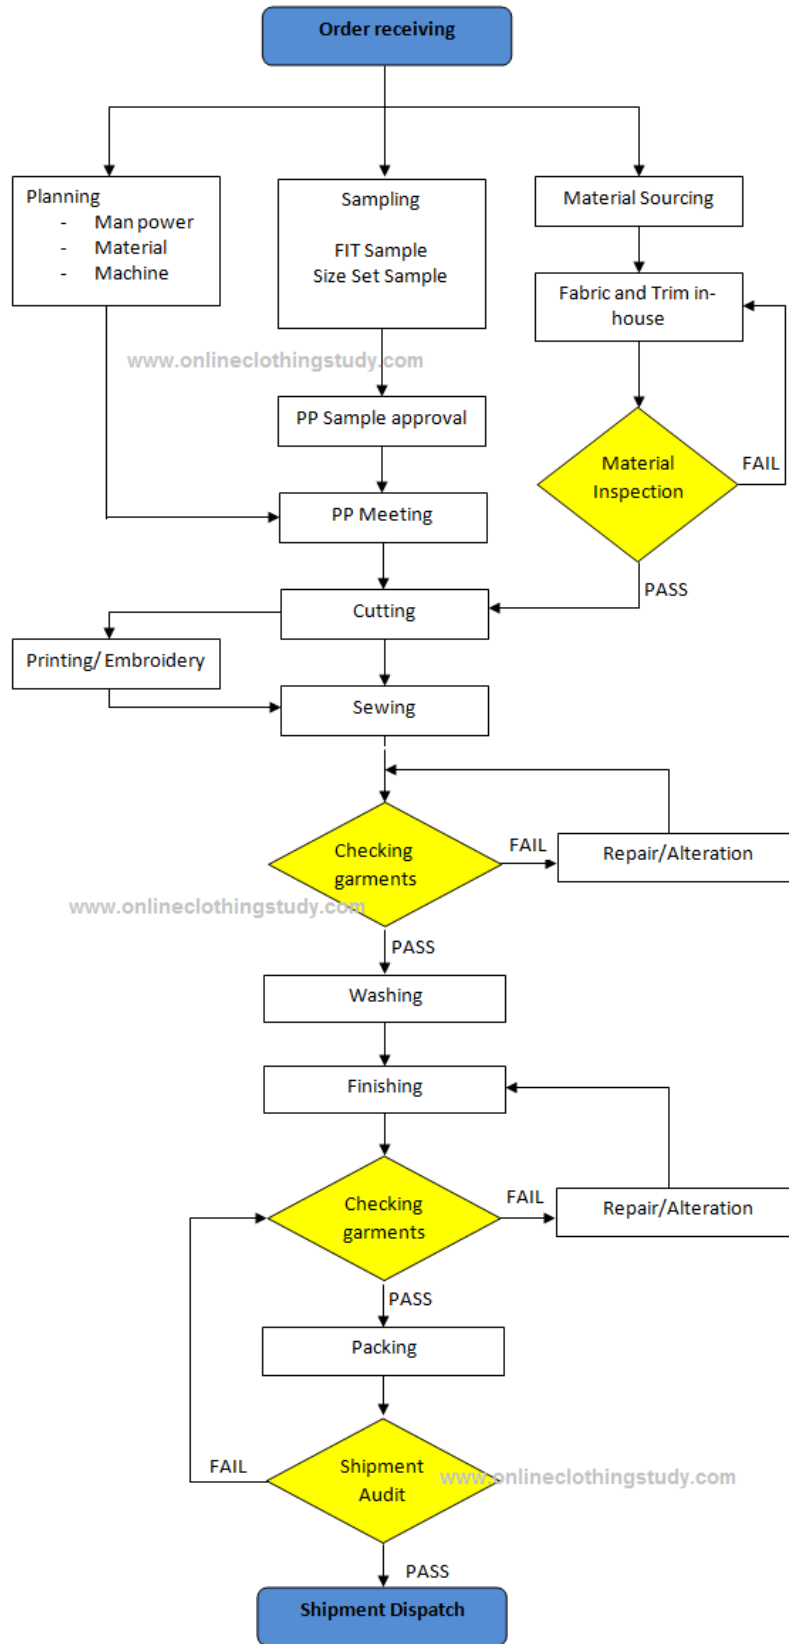 Order receiving
Planning
- Man power
- Material
- Machine
Sampling
FIT Sample
Size Set Sample
Material Sourcing
Fabric and Trim in-
house
www.onlineclothingstudy.com
PP Sample approval
Material
Inspection
FAIL
PP Meeting
PASS
Cutting
Printing/ Embroidery
Sewing
Checking
garments
FAIL
Repair/Alteration
www.onlineclothingstudy.com
PASS
Washing
Finishing
Checking
garments
FAIL
Repair/Alteration
PASS
Packing
Shipment
Audit
FAIL
www.onlineclothingstudy.com
PASS
Shipment Dispatch